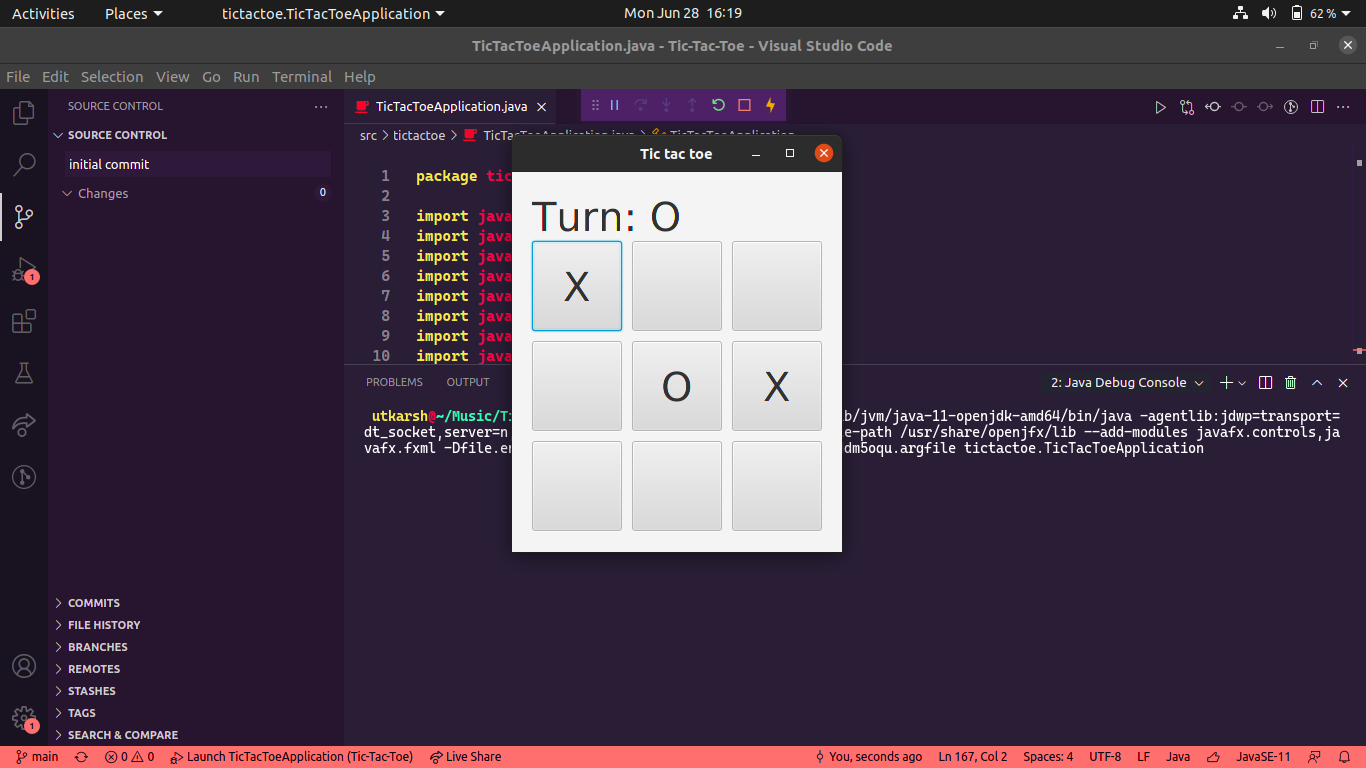 Activities Places tictactoe.TicTacToeApplication Mon Jun 28 16:19 62 %
TicTacToeApplication.java - Tic-Tac-Toe - Visual Studio Code
File Edit Selection View Go Run Terminal Help
SOURCE CONTROL
TicTacToeApplication.java
SOURCE CONTROL
src tictactoe TicTacToeApplication.java TicTacToeApplication
initial commit
Changes 0
Tic tac toe
1 package tic
2
3 import java
4 import java
5 import java
6 import java
7 import java
8 import java
9 import java
10 import java
1
Turn: O
X
O X
PROBLEMS OUTPUT 2: Java Debug Console
utkarsh@~/Music/Ti b/jvm/java-11-openjdk-amd64/bin/java -agentlib:jdwp=transport=
dt_socket,server=n e-path /usr/share/openjfx/lib --add-modules javafx.controls,ja
vafx.fxml -Dfile.en dm5oqu.argfile tictactoe.TicTacToeApplication
COMMITS
FILE HISTORY
BRANCHES
REMOTES
STASHES
TAGS
SEARCH & COMPARE
1
main 0 0 Launch TicTacToeApplication (Tic-Tac-Toe) Live Share You, seconds ago Ln 167, Col 2 Spaces: 4 UTF-8 LF Java JavaSE-11